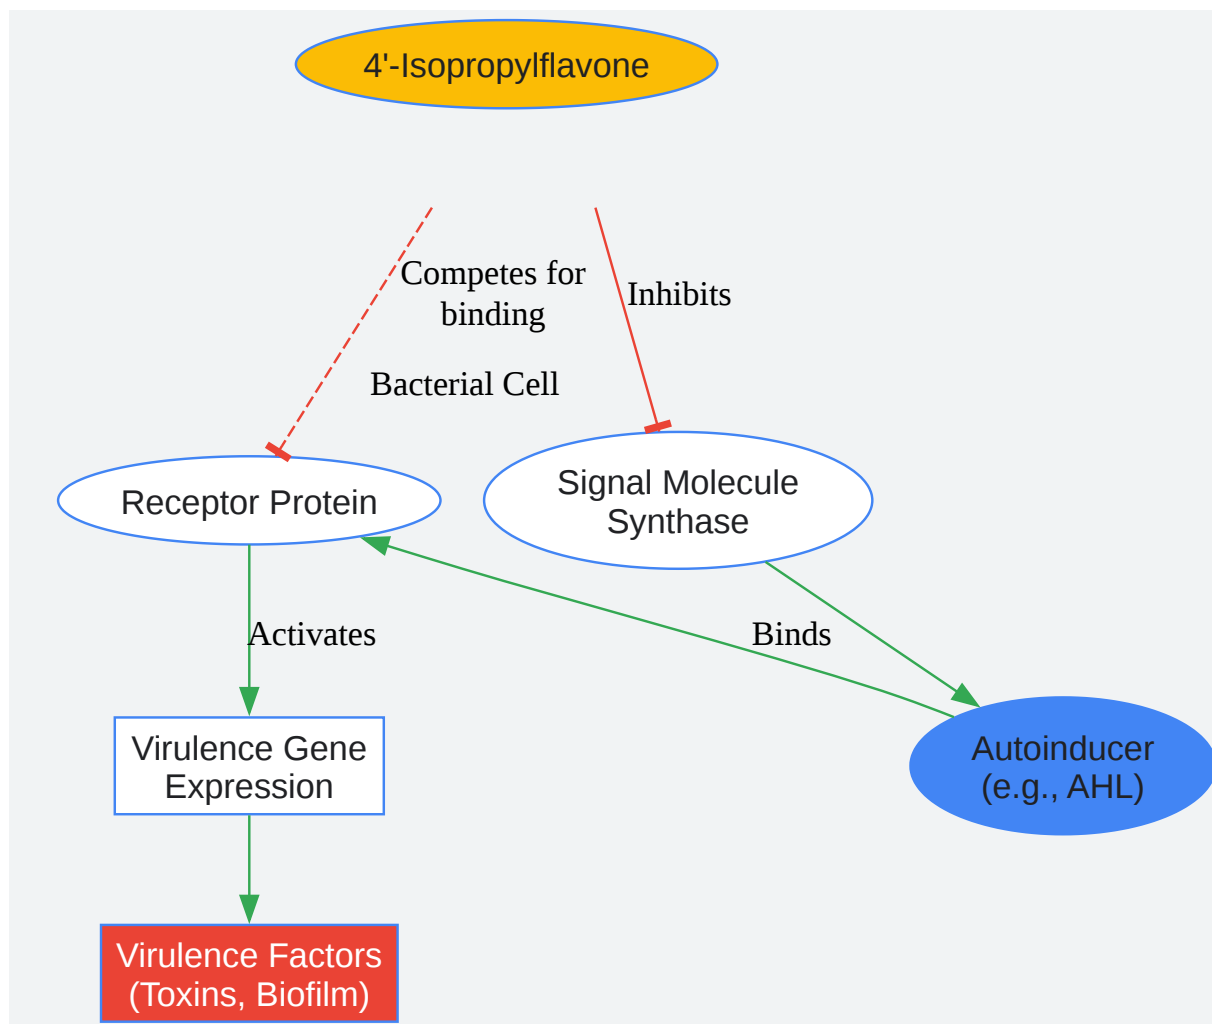 4'-Isopropylflavone
Competes for
binding
Inhibits
Bacterial Cell
Receptor Protein
Signal Molecule
Synthase
Activates
Binds
Virulence Gene
Expression
Autoinducer
(e.g., AHL)
Virulence Factors
(Toxins, Biofilm)